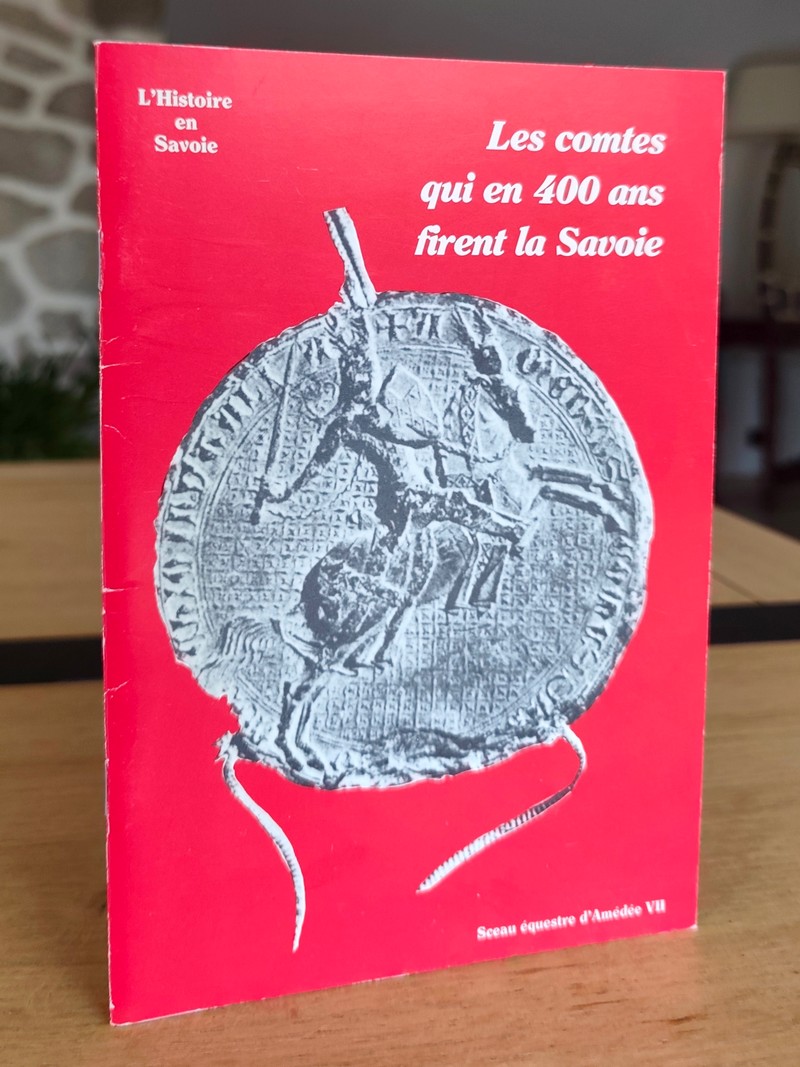 L'Histoire
en
Savoie
Les comtes
qui en 400 ans
firent la Savoie
Sceau équestre d'Amédée VII